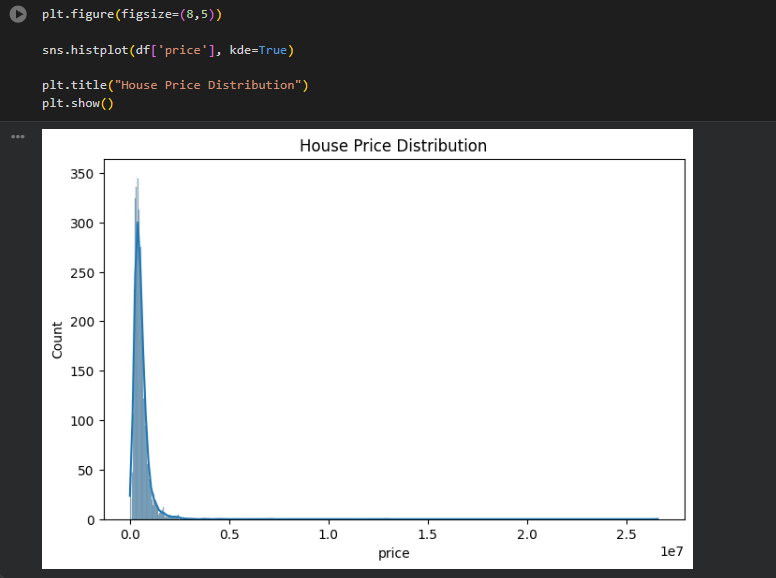 plt.figure(figsize=(8,5))
sns.histplot(df['price'], kde=True)
plt.title("House Price Distribution")
plt.show()
House Price Distribution
350
300
250
200
150
100
50
0
Count
0.0 0.5 1.0 1.5 2.0 2.5
1e7
price